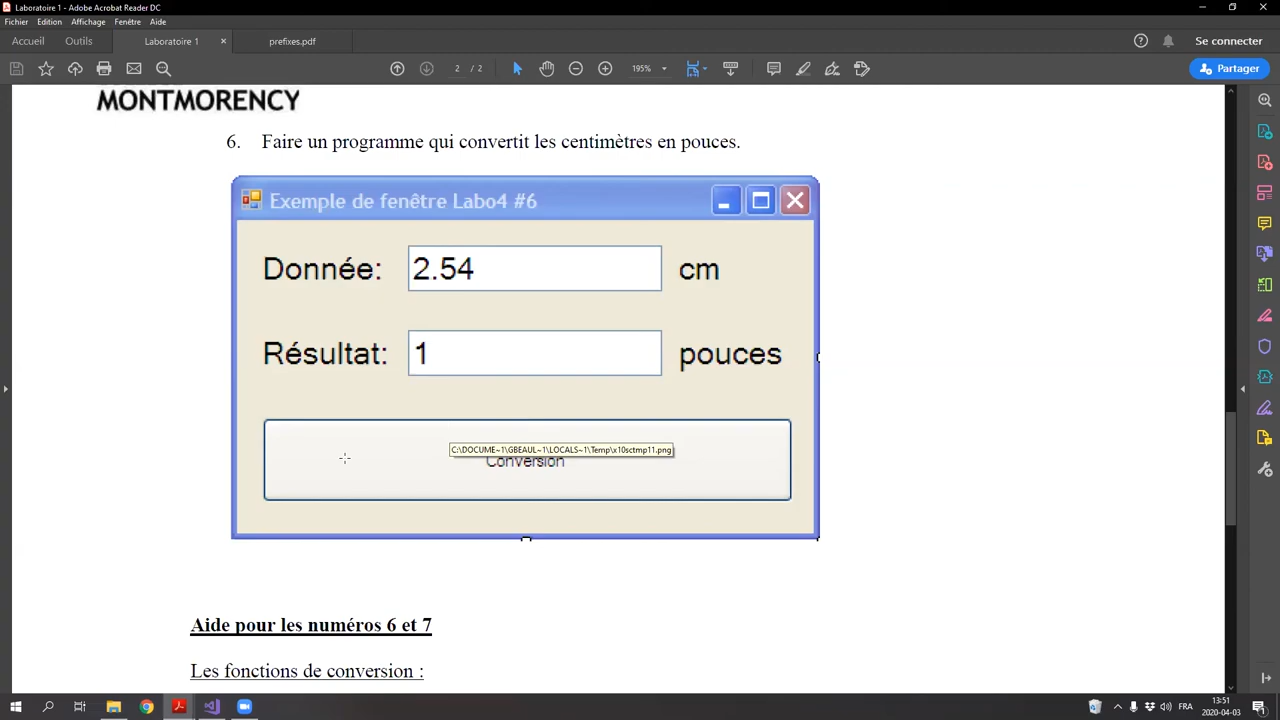 Laboratoire 1 - Adobe Acrobat Reader DC
Fichier Edition Affichage Fenêtre Aide
Accueil Outils Laboratoire 1 × prefixes.pdf Se connecter
2 / 2 195% Partager
MONTMORENCY
6. Faire un programme qui convertit les centimètres en pouces.
Exemple de fenêtre Labo4 #6
Donnée: 2.54 cm
Résultat: 1 pouces
C:\DOCUME~1\GBEAUL~1\LOCALS~1\Temp\x10sctmp11.png
Conversion
Aide pour les numéros 6 et 7
Les fonctions de conversion :
FRA
13:51
2020-04-03